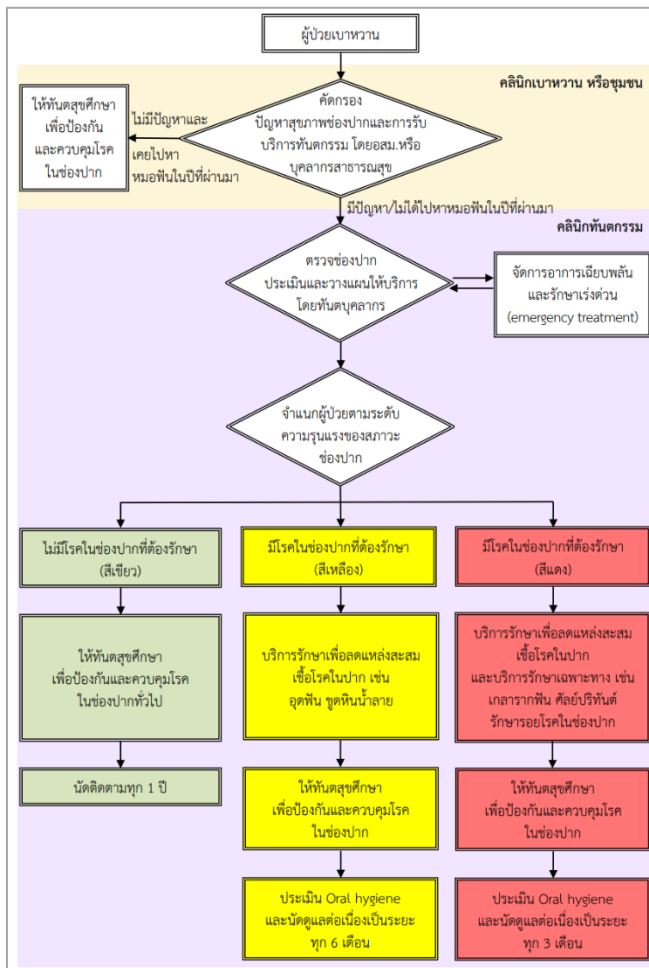 ผู้ป่วยเบาหวาน
คลินิกเบาหวาน หรือชุมชน
คัดกรอง
ปัญหาสุขภาพช่องปากและการรับ
บริการทันตกรรม โดยอสม.หรือ
บุคลากรสาธารณสุข
ไม่มีปัญหาและ
เคยไปหา
หมอฟันในปีที่ผ่านมา
ให้ทันตสุขศึกษา
เพื่อป้องกัน
และควบคุมโรค
ในช่องปาก
มีปัญหา/ไม่ได้ไปหาหมอฟันในปีที่ผ่านมา
คลินิกทันตกรรม
ตรวจช่องปาก
ประเมินและวางแผนให้บริการ
โดยทันตบุคลากร
จัดการอาการเฉียบพลัน
และรักษาเร่งด่วน
(emergency treatment)
จำแนกผู้ป่วยตามระดับ
ความรุนแรงของสภาวะ
ช่องปาก
ไม่มีโรคในช่องปากที่ต้องรักษา
(สีเขียว)
ให้ทันตสุขศึกษา
เพื่อป้องกันและควบคุมโรค
ในช่องปากทั่วไป
นัดติดตามทุก 1 ปี
มีโรคในช่องปากที่ต้องรักษา
(สีเหลือง)
บริการรักษาเพื่อลดแหล่งสะสม
เชื้อโรคในปาก เช่น
อุดฟัน ขูดหินน้ำลาย
ให้ทันตสุขศึกษา
เพื่อป้องกันและควบคุมโรค
ในช่องปาก
ประเมิน Oral hygiene
และนัดดูแลต่อเนื่องเป็นระยะ
ทุก 6 เดือน
มีโรคในช่องปากที่ต้องรักษา
(สีแดง)
บริการรักษาเพื่อลดแหล่งสะสม
เชื้อโรคในปาก
และบริการรักษาเฉพาะทาง เช่น
เกลารากฟัน ศัลย์ปริทันต์
รักษารอยโรคในช่องปาก
ให้ทันตสุขศึกษา
เพื่อป้องกันและควบคุมโรค
ในช่องปาก
ประเมิน Oral hygiene
และนัดดูแลต่อเนื่องเป็นระยะ
ทุก 3 เดือน